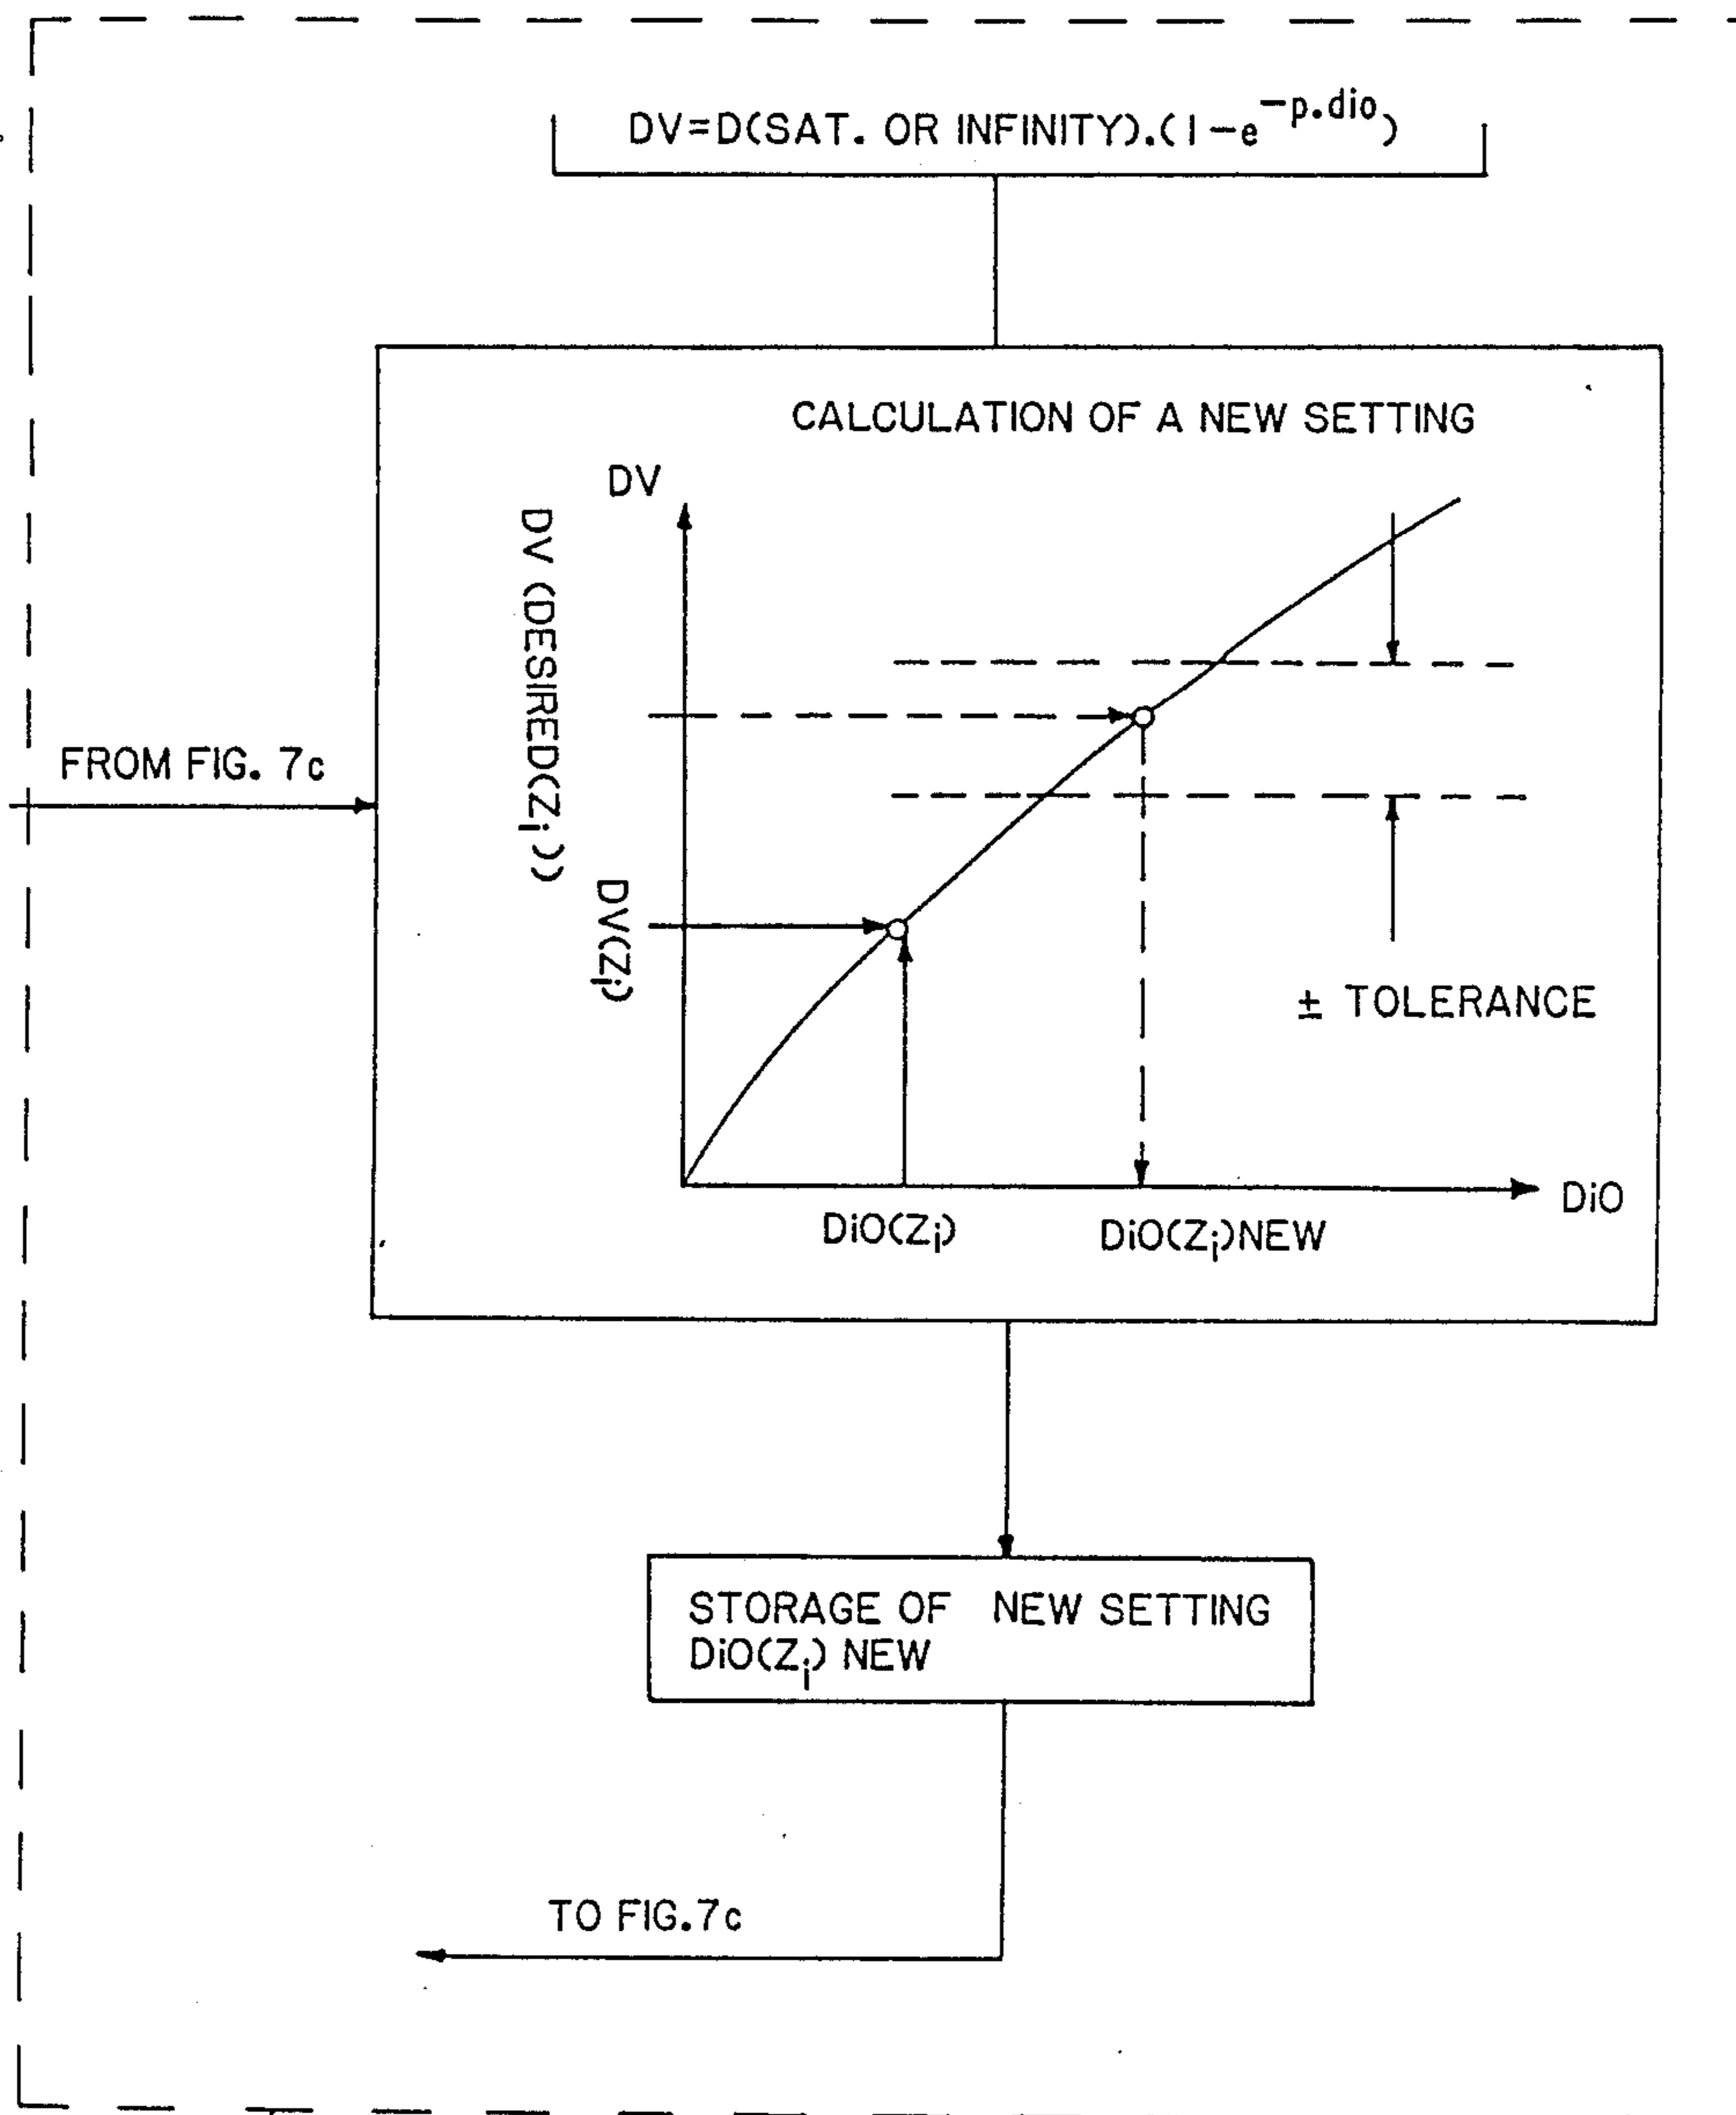 DV=D(SAT. OR INFINITY).(1-e^-p.dio)
CALCULATION OF A NEW SETTING
DV
DV (DESIRED(Zi))
FROM FIG. 7c
DV(Zi)
± TOLERANCE
DiO
DiO(Zi)
DiO(Zi)NEW
STORAGE OF NEW SETTING
DiO(Zi) NEW
TO FIG.7c